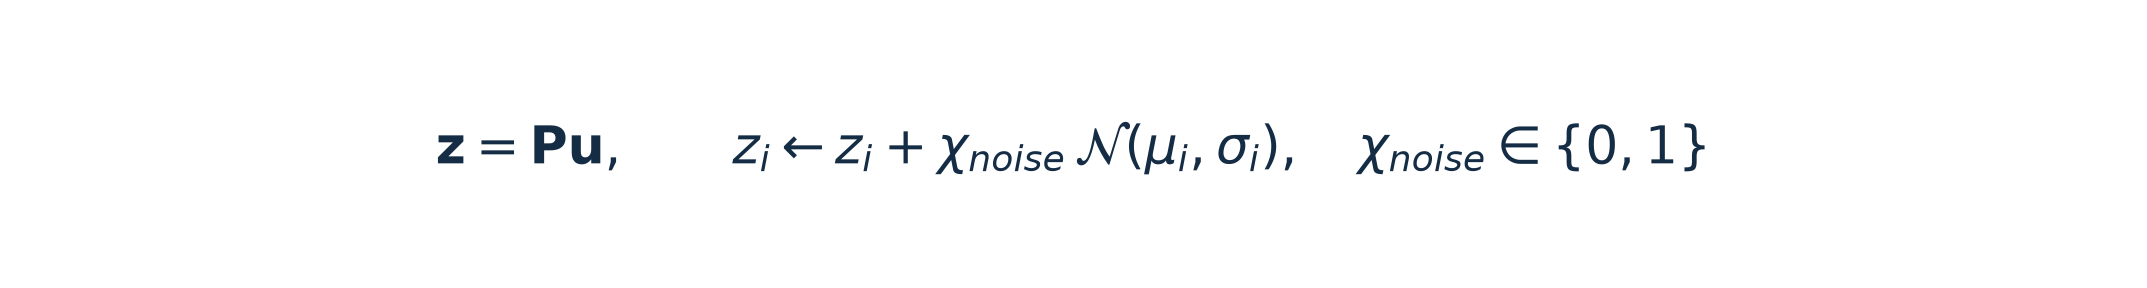 z = Pu, z_i ← z_i + χ_noise 𝒩(μ_i, σ_i), χ_noise ∈ {0, 1}